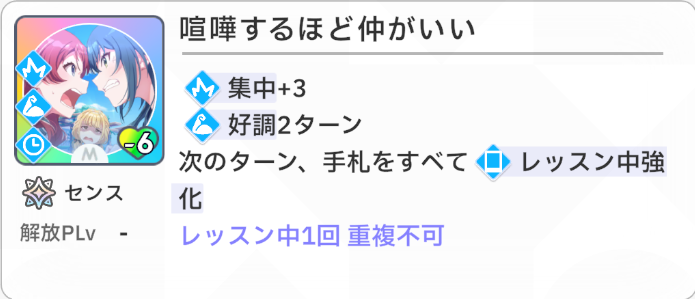 喧嘩するほど仲がいい
集中+3
好調2ターン
次のターン、手札をすべて レッスン中強
化
レッスン中1回 重複不可
-6
M
センス
解放PLv -